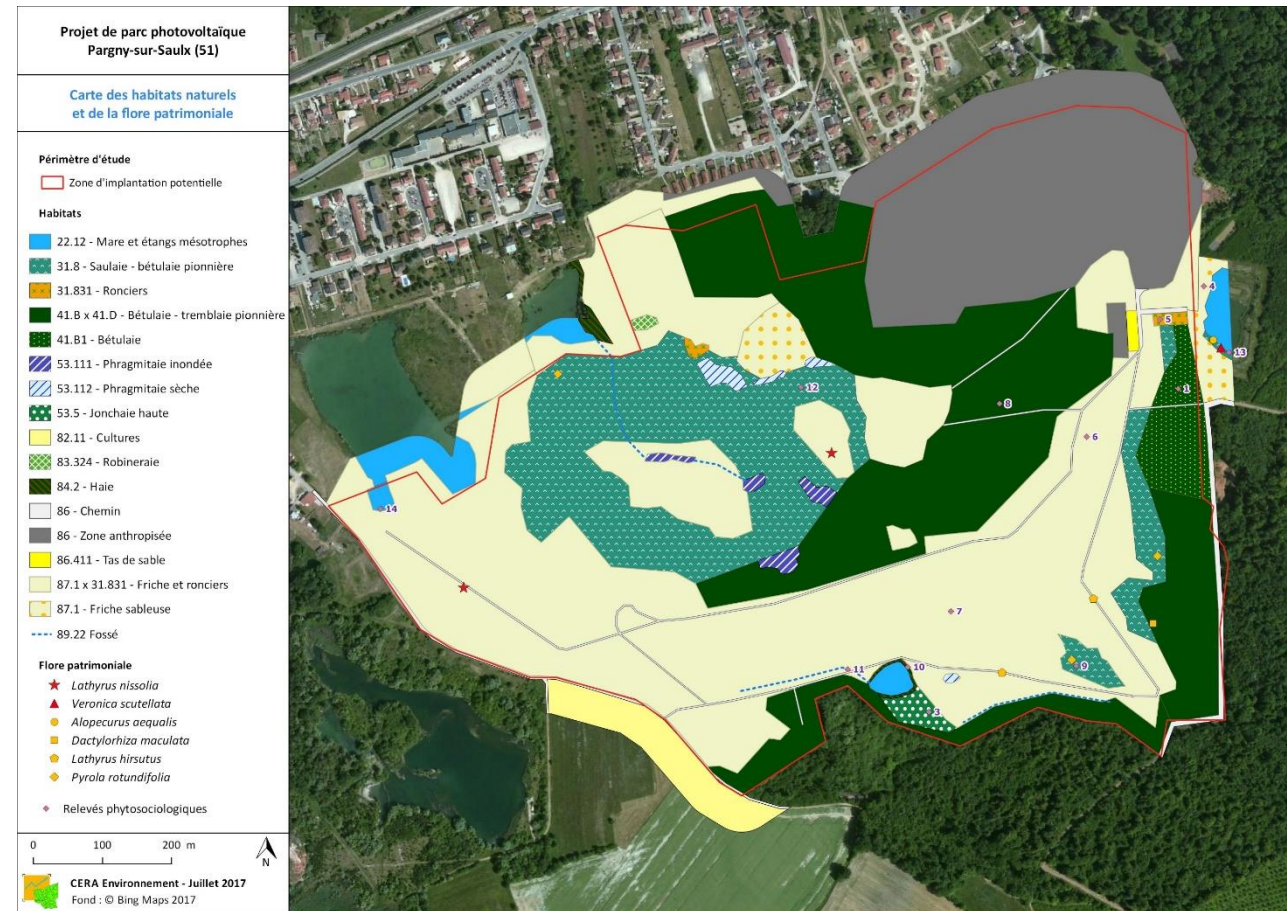 Projet de parc photovoltaïque
Pargny-sur-Saulx (51)
Carte des habitats naturels
et de la flore patrimoniale
Périmètre d'étude
Zone d'implantation potentielle
Habitats
22.12 - Mare et étangs mésotrophes
31.8 - Saulaie - bétulaie pionnière
31.831 - Ronciers
41.B x 41.D - Bétulaie - tremblaie pionnière
41.B1 - Bétulaie
53.111 - Phragmitaie inondée
53.112 - Phragmitaie sèche
53.5 - Jonchaie haute
82.11 - Cultures
83.324 - Robineraie
84.2 - Haie
86 - Chemin
86 - Zone anthropisée
86.411 - Tas de sable
87.1 x 31.831 - Friche et ronciers
87.1 - Friche sableuse
89.22 Fossé
Flore patrimoniale
Lathyrus nissolia
Veronica scutellata
Alopecurus aequalis
Dactylorhiza maculata
Lathyrus hirsutus
Pyrola rotundifolia
Relevés phytosociologiques
0 100 200 m
N
CERA Environnement - Juillet 2017
Fond : © Bing Maps 2017
4
5
13
12
1
8
6
14
7
11
10
9
3